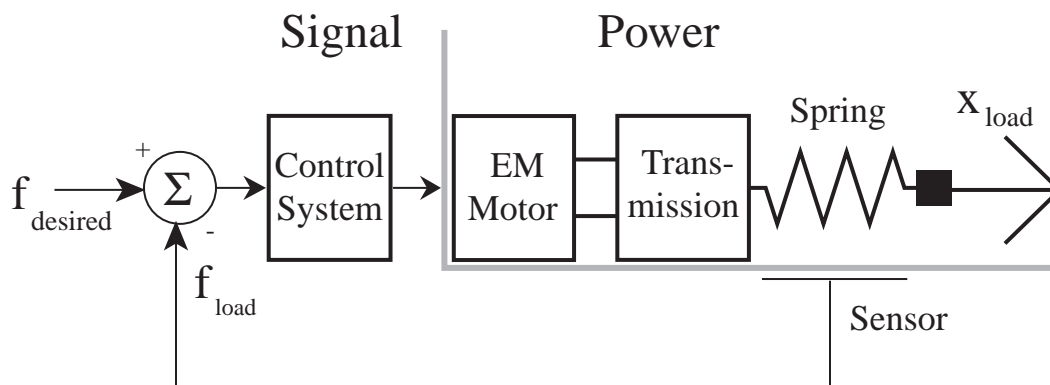 Signal
Power
Spring
x load
+
Σ
-
f desired
Control
System
EM
Motor
Trans-
mission
f load
Sensor